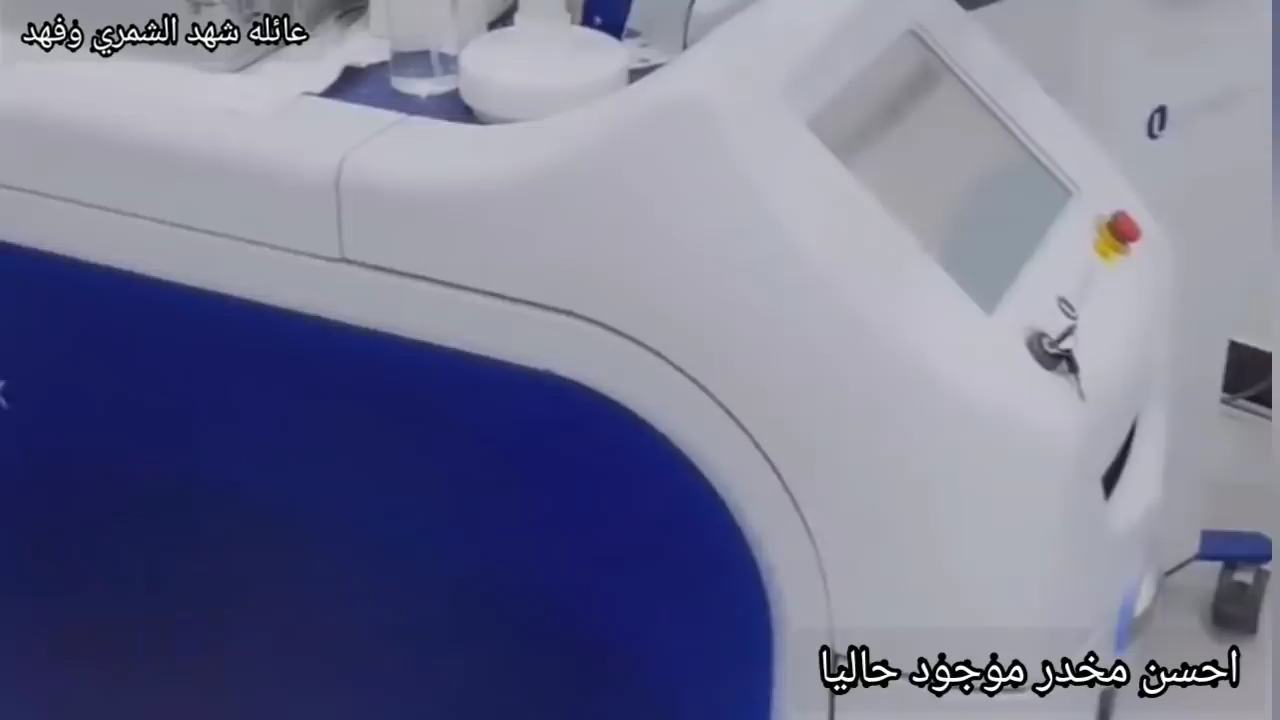 عائله شهد الشمري وفهد
احسن مخدر موجود حاليا